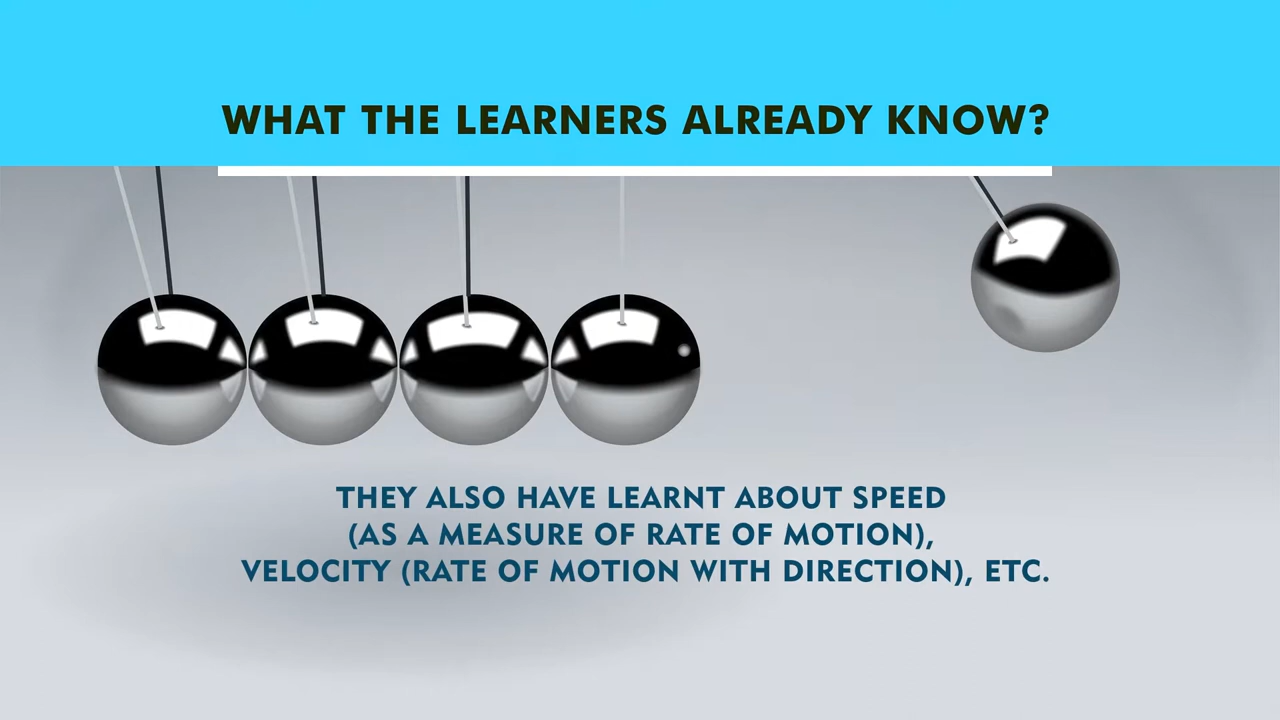 WHAT THE LEARNERS ALREADY KNOW?
THEY ALSO HAVE LEARNT ABOUT SPEED
(AS A MEASURE OF RATE OF MOTION),
VELOCITY (RATE OF MOTION WITH DIRECTION), ETC.